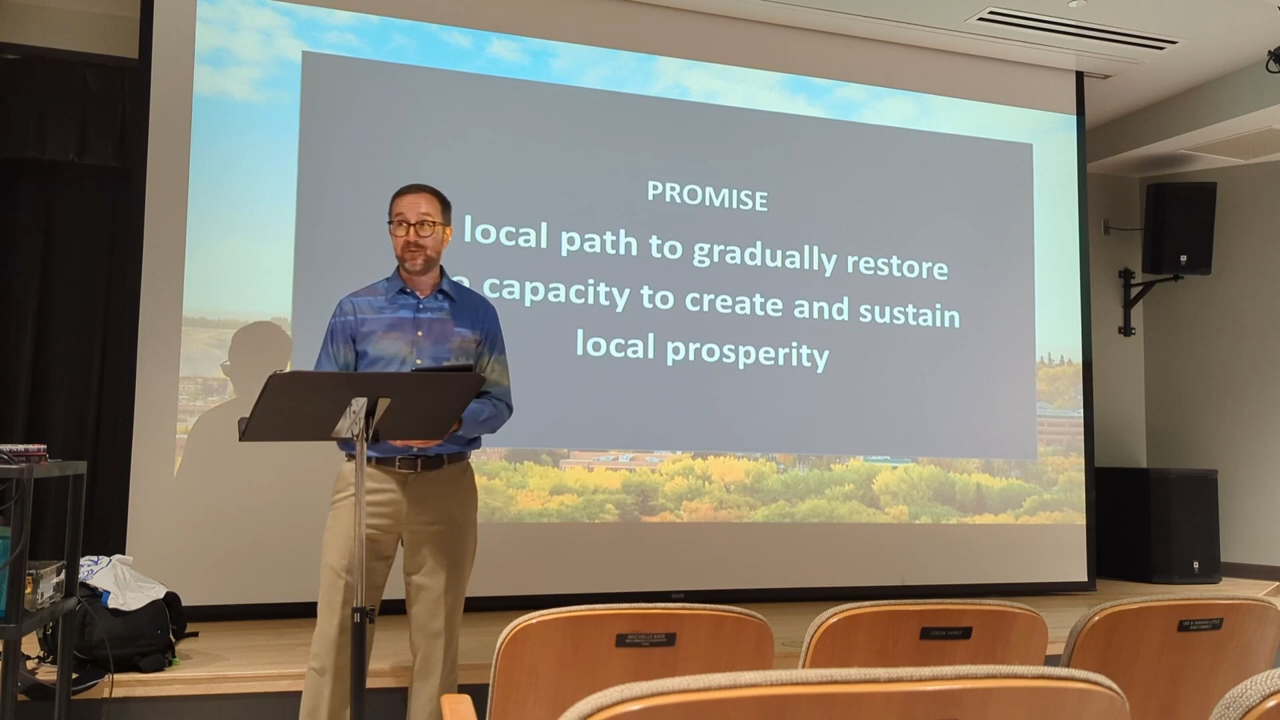 PROMISE
local path to gradually restore
a capacity to create and sustain
local prosperity